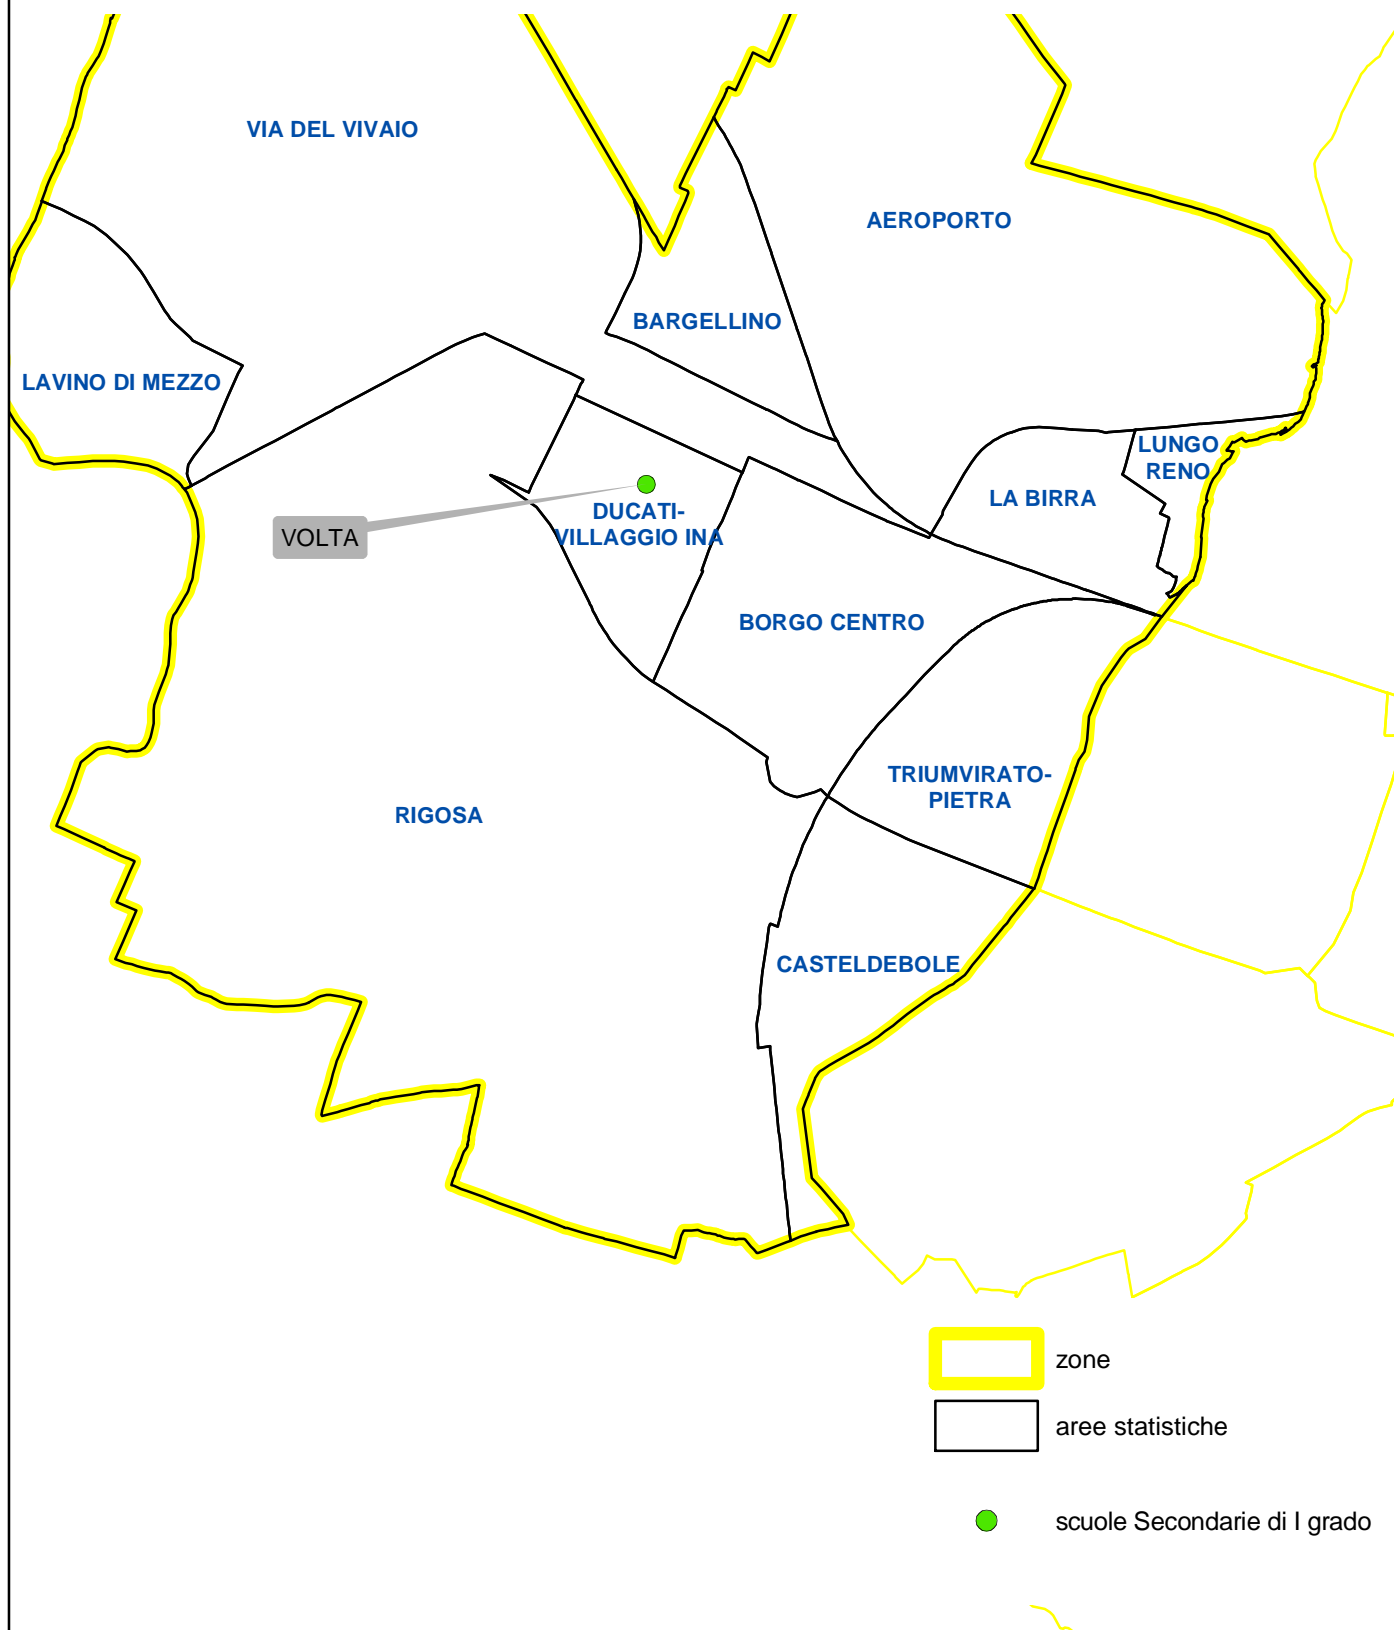 VIA DEL VIVAIO
AEROPORTO
BARGELLINO
LAVINO DI MEZZO
LUNGO
RENO
LA BIRRA
DUCATI-
VILLAGGIO INA
VOLTA
BORGO CENTRO
TRIUMVIRATO-
PIETRA
RIGOSA
CASTELDEBOLE
zone
aree statistiche
scuole Secondarie di I grado